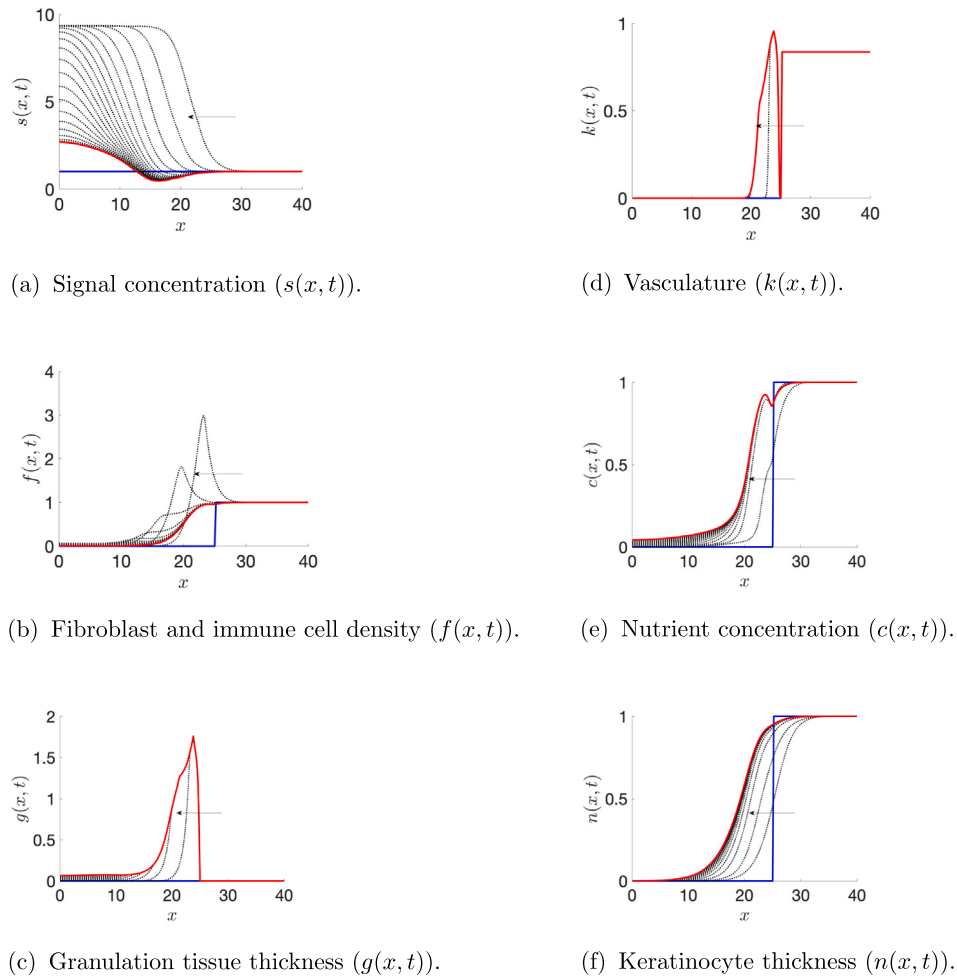 10
5
0
0 10 20 30 40
s(x, t)
x
(a) Signal concentration (s(x, t)).
1
0.5
0
0 10 20 30 40
k(x, t)
x
(d) Vasculature (k(x, t)).
4
3
2
1
0
0 10 20 30 40
f(x, t)
x
(b) Fibroblast and immune cell density (f(x, t)).
1
0.5
0
0 10 20 30 40
c(x, t)
x
(e) Nutrient concentration (c(x, t)).
2
1.5
1
0.5
0
0 10 20 30 40
g(x, t)
x
(c) Granulation tissue thickness (g(x, t)).
1
0.5
0
0 10 20 30 40
n(x, t)
x
(f) Keratinocyte thickness (n(x, t)).